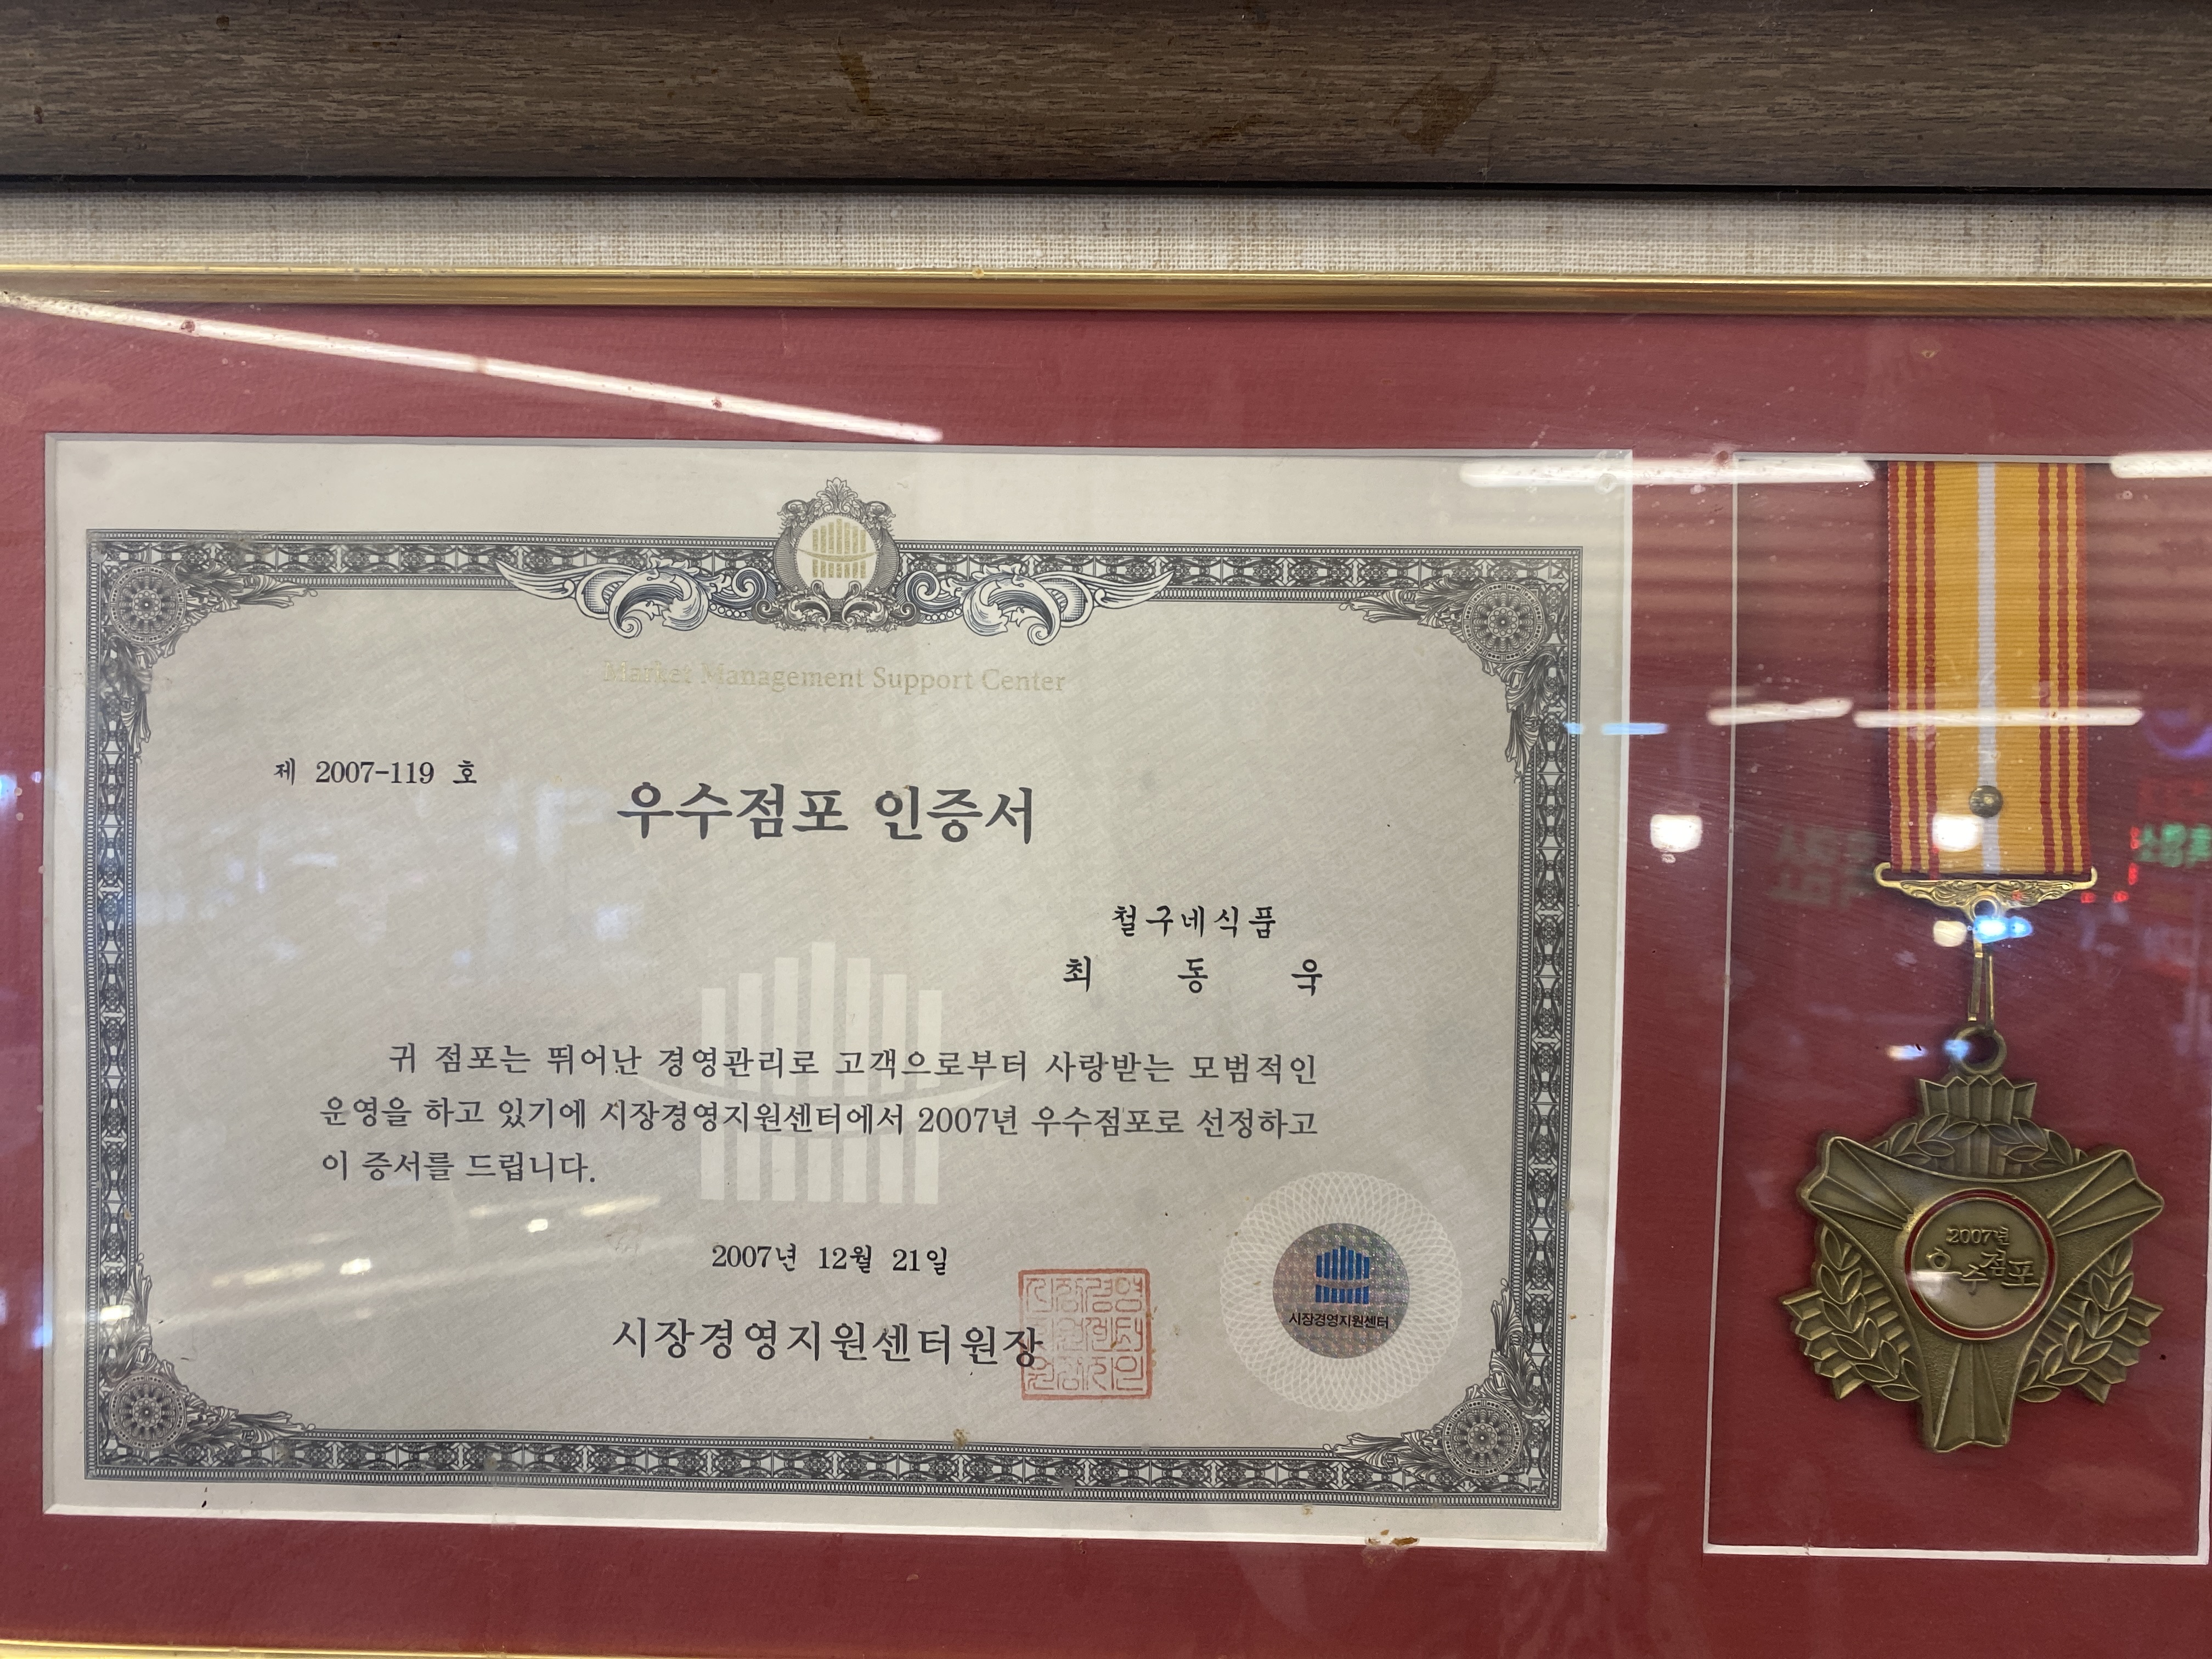 Market Management Support Center
제 2007-119 호
우수점포 인증서
철구네식품
최 동 욱
귀 점포는 뛰어난 경영관리로 고객으로부터 사랑받는 모범적인
운영을 하고 있기에 시장경영지원센터에서 2007년 우수점포로 선정하고
이 증서를 드립니다.
2007년 12월 21일
시장경영지원센터원장
시장경영지원센터
2007년
우수점포